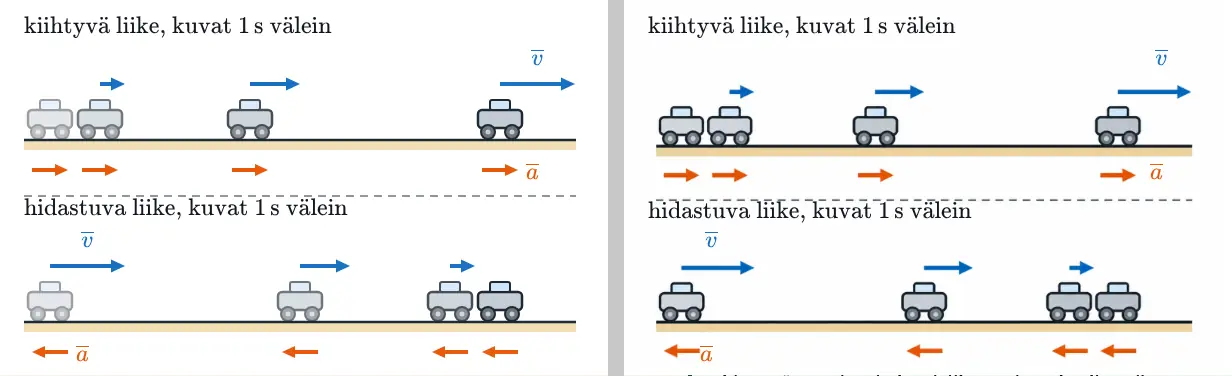 kiihtyvä liike, kuvat 1 s välein
v̅
a̅
hidastuva liike, kuvat 1 s välein
v̅
a̅
kiihtyvä liike, kuvat 1 s välein
v̅
a̅
hidastuva liike, kuvat 1 s välein
v̅
a̅